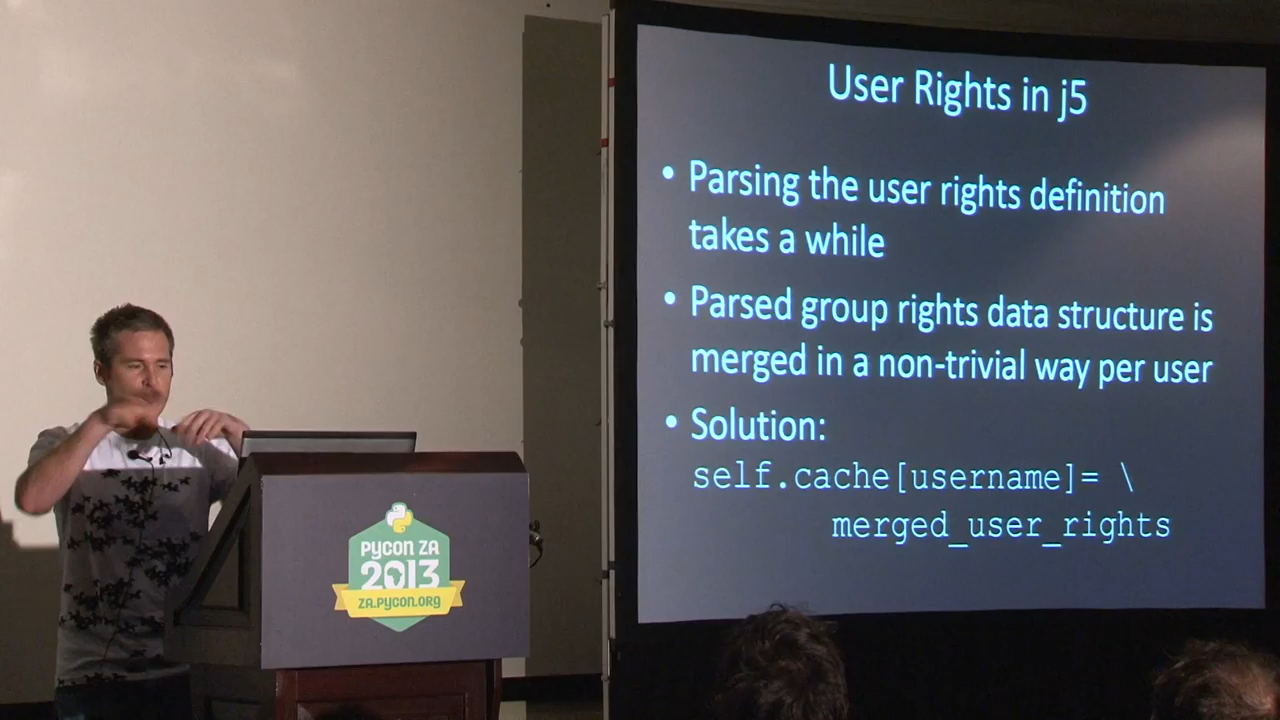 User Rights in j5
• Parsing the user rights definition
takes a while
• Parsed group rights data structure is
merged in a non-trivial way per user
• Solution:
self.cache[username]= \
merged_user_rights
PYCON ZA
2013
ZA.PYCON.ORG